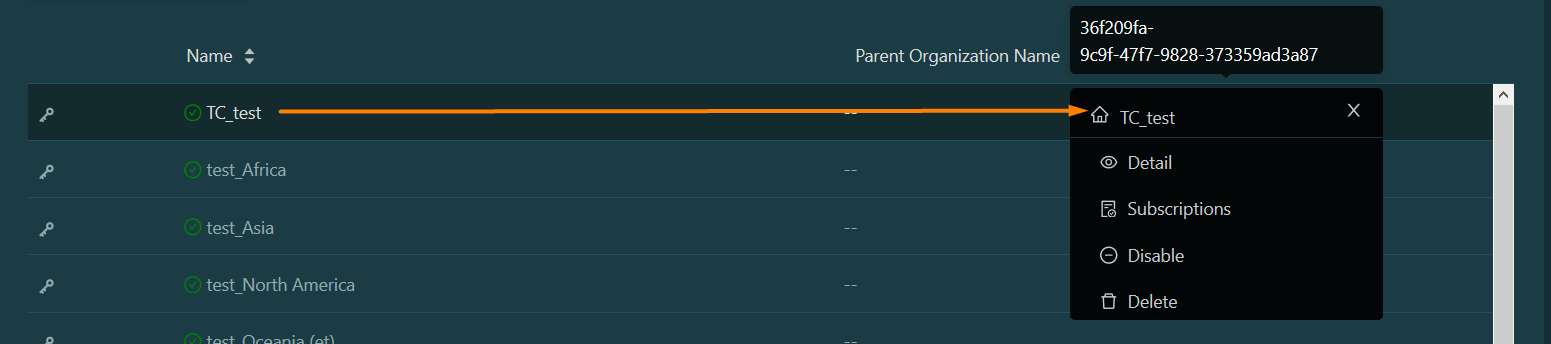 36f209fa-
9c9f-47f7-9828-373359ad3a87
Name Parent Organization Name
TC_test --
TC_test X
test_Africa --
Detail
test_Asia --
Subscriptions
test_North America --
Disable
Delete
test_Oceania (et) --